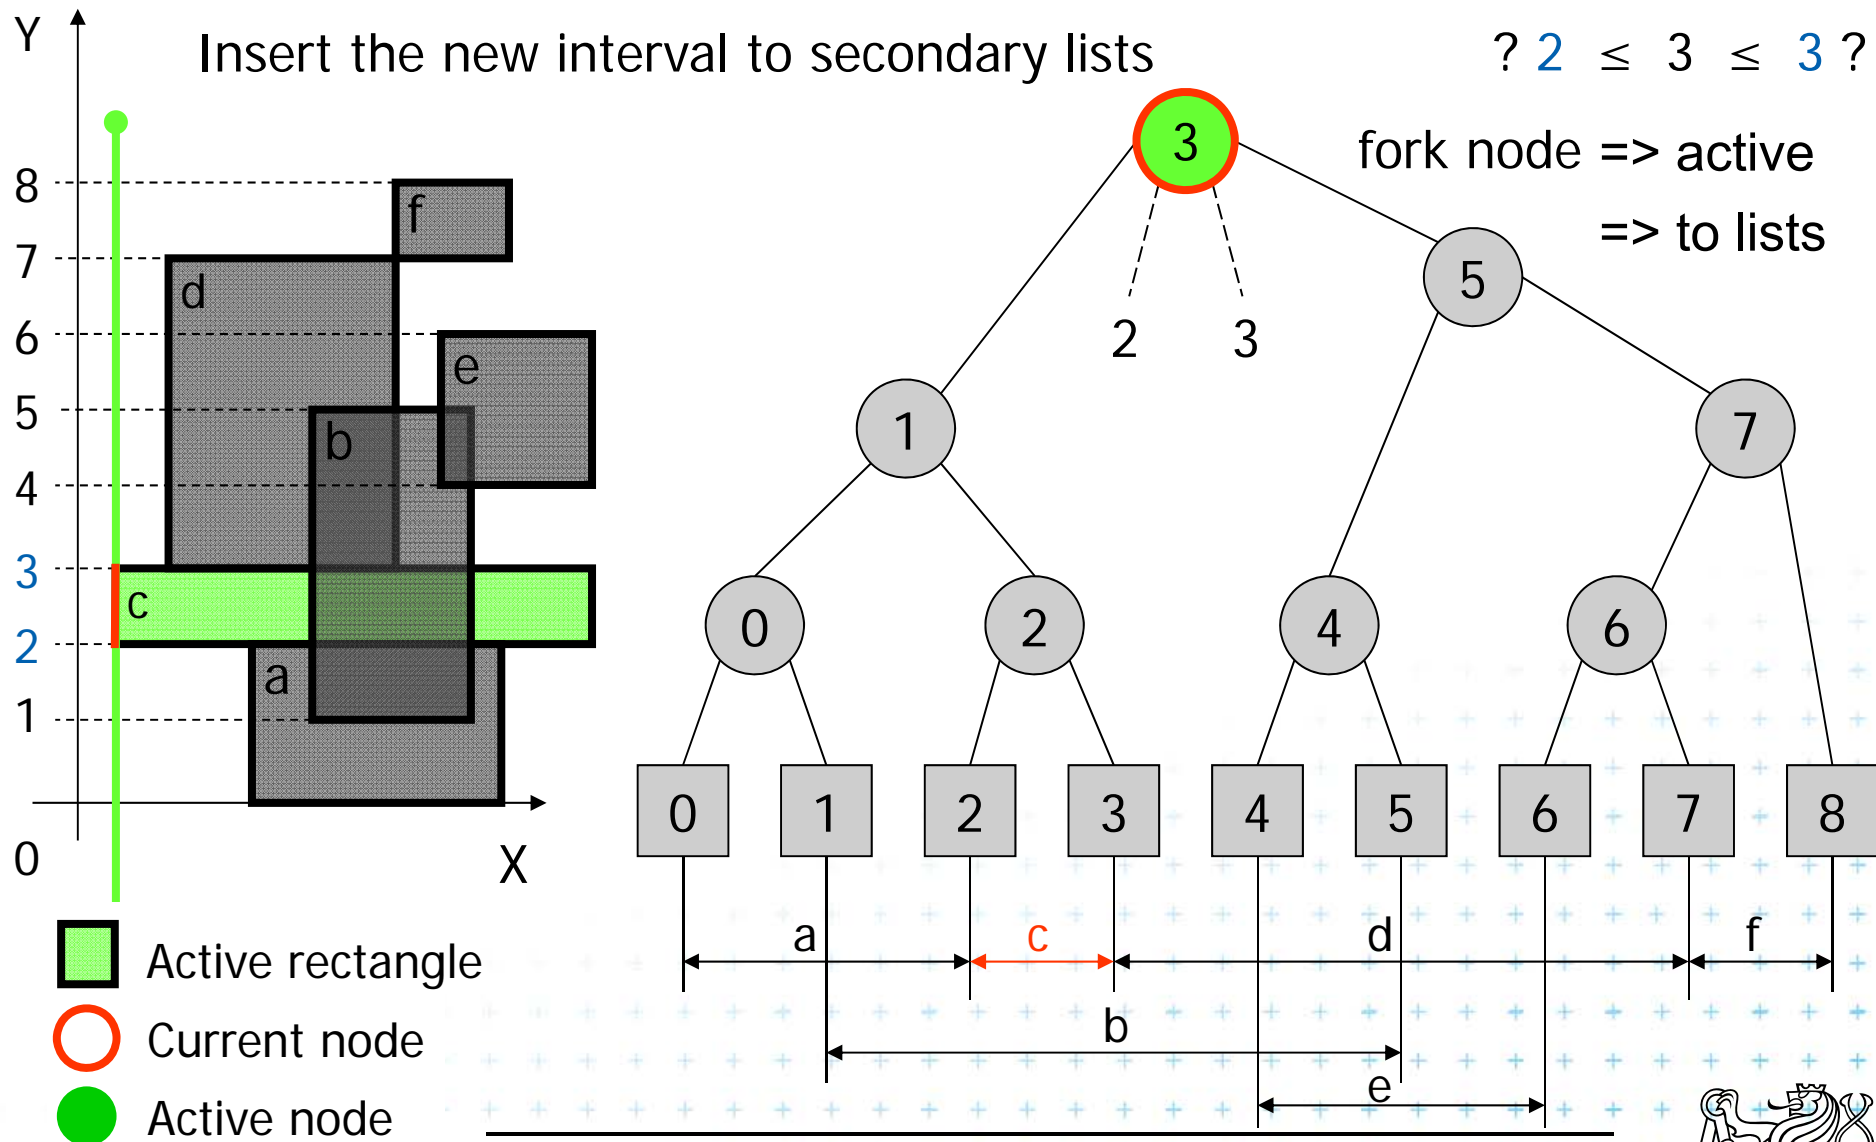 Y
Insert the new interval to secondary lists
? 2 ≤ 3 ≤ 3 ?
3
fork node => active
=> to lists
8
f
7
d
5
6
e
2 3
5
b
1
7
4
3
c
0
2
4
6
2
a
1
0 1 2 3 4 5 6 7 8
0
X
a
c
d
f
Active rectangle
b
Current node
e
Active node